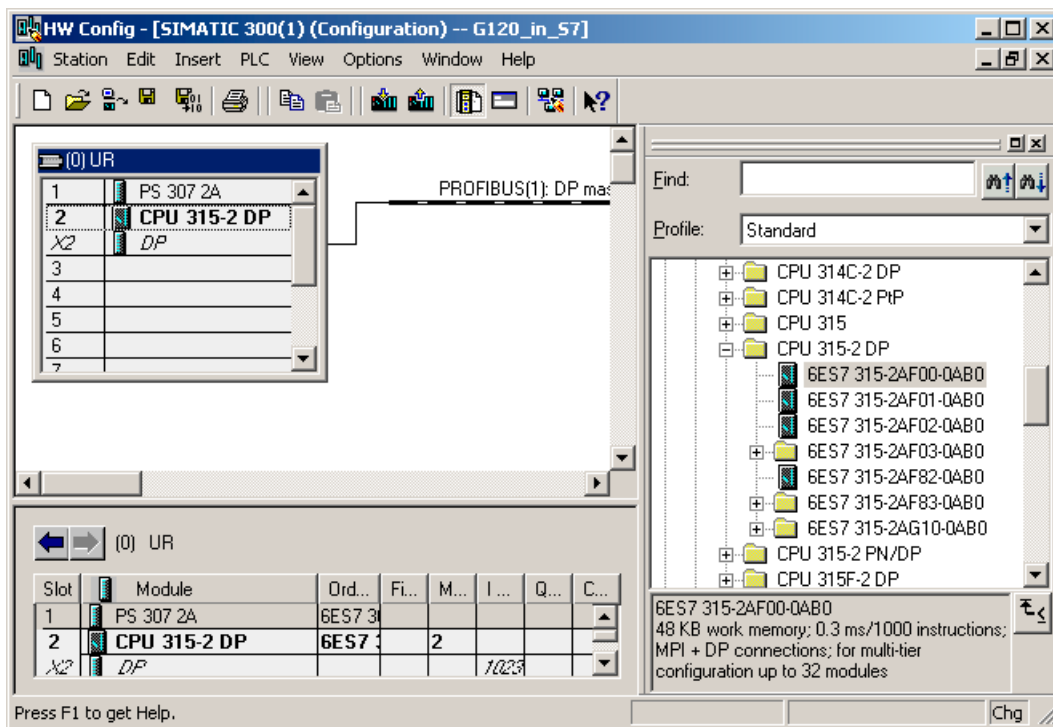 HW Config - [SIMATIC 300(1) (Configuration) -- G120_in_S7]
Station Edit Insert PLC View Options Window Help
(0) UR
1 PS 307 2A
2 CPU 315-2 DP
X2 DP
3
4
5
6
7
PROFIBUS(1): DP mas
Find:
Profile: Standard
CPU 314C-2 DP
CPU 314C-2 PtP
CPU 315
CPU 315-2 DP
6ES7 315-2AF00-0AB0
6ES7 315-2AF01-0AB0
6ES7 315-2AF02-0AB0
6ES7 315-2AF03-0AB0
6ES7 315-2AF82-0AB0
6ES7 315-2AF83-0AB0
6ES7 315-2AG10-0AB0
CPU 315-2 PN/DP
CPU 315F-2 DP
(0) UR
Slot Module Ord... Fi... M... I ... Q... C...
1 PS 307 2A 6ES7 3
2 CPU 315-2 DP 6ES7 2
X2 DP 1023
6ES7 315-2AF00-0AB0
48 KB work memory; 0.3 ms/1000 instructions;
MPI + DP connections; for multi-tier
configuration up to 32 modules
Press F1 to get Help.
Chg